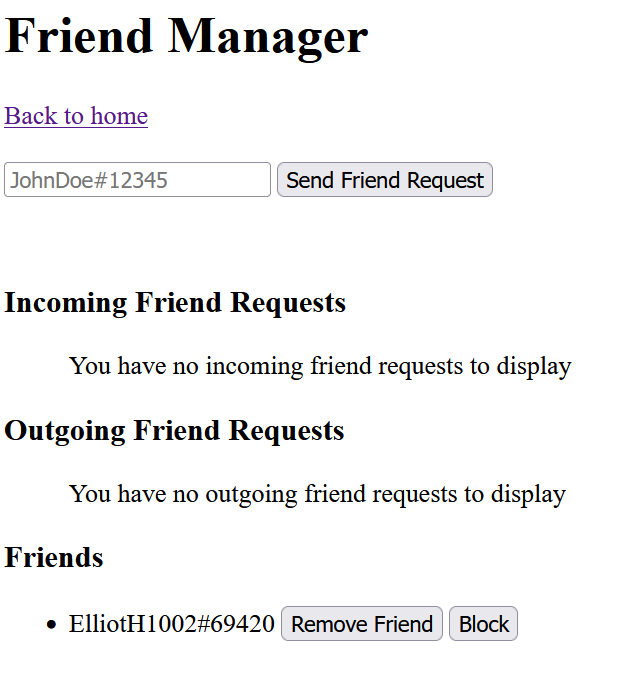 Friend Manager
Back to home
JohnDoe#12345 Send Friend Request
Incoming Friend Requests
You have no incoming friend requests to display
Outgoing Friend Requests
You have no outgoing friend requests to display
Friends
ElliotH1002#69420 Remove Friend Block